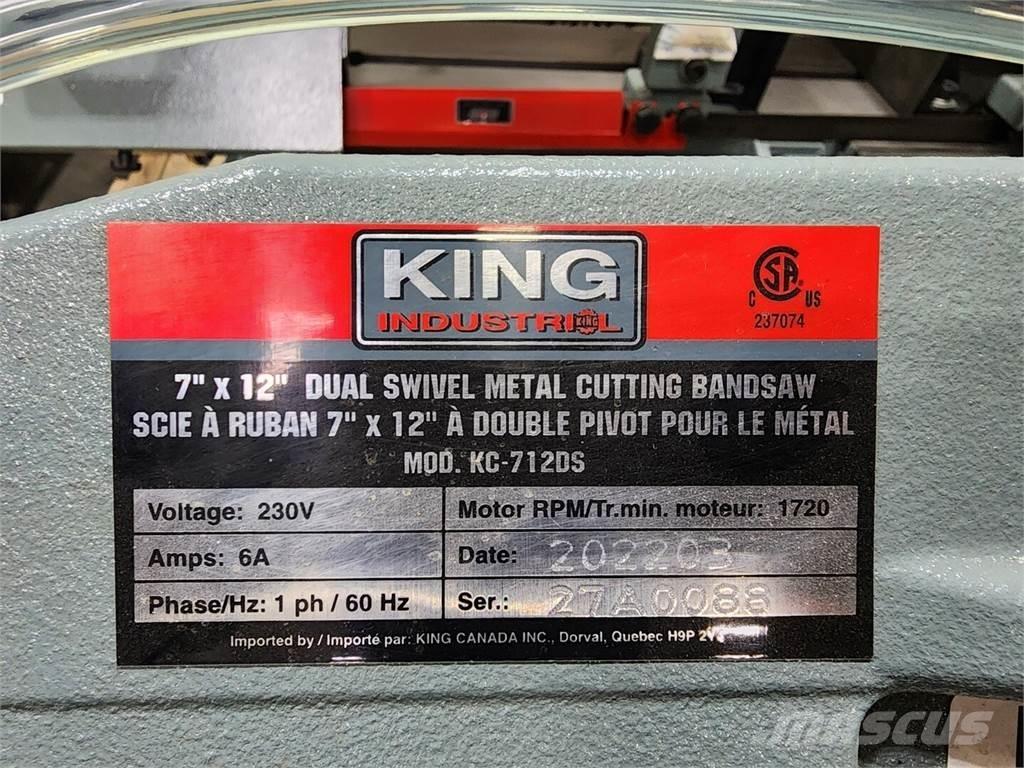 KING
INDUSTRIAL
KING
CSA
C US
237074
7" X 12" DUAL SWIVEL METAL CUTTING BANDSAW
SCIE À RUBAN 7" X 12" À DOUBLE PIVOT POUR LE MÉTAL
MOD. KC-712DS
Voltage: 230V
Motor RPM/Tr.min. moteur: 1720
Amps: 6A
Date: 202203
Phase/Hz: 1 ph / 60 Hz
Ser.: 27A0088
Imported by / Importé par: KING CANADA INC., Dorval, Quebec H9P
mascus